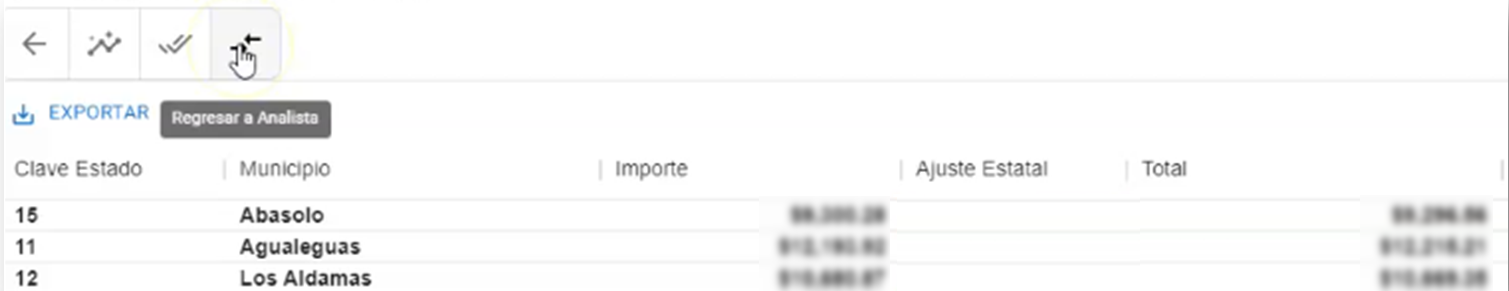 EXPORTAR
Regresar a Analista
Clave Estado Municipio Importe Ajuste Estatal Total
15 Abasolo
11 Agualeguas
12 Los Aldamas